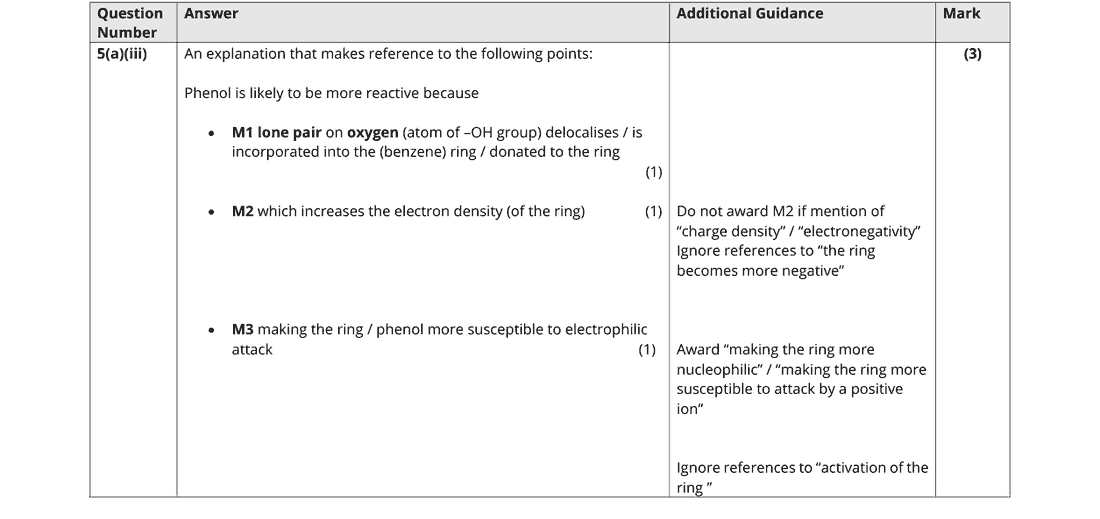 Question Number
Answer
Additional Guidance
Mark
5(a)(iii)
An explanation that makes reference to the following points:
(3)
Phenol is likely to be more reactive because
• M1 lone pair on oxygen (atom of –OH group) delocalises / is
incorporated into the (benzene) ring / donated to the ring
(1)
• M2 which increases the electron density (of the ring) (1)
Do not award M2 if mention of
“charge density” / “electronegativity”
Ignore references to “the ring
becomes more negative”
• M3 making the ring / phenol more susceptible to electrophilic
attack (1)
Award “making the ring more
nucleophilic” / “making the ring more
susceptible to attack by a positive
ion”
Ignore references to “activation of the
ring ”